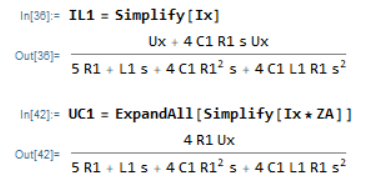 In[36]:= IL1 = Simplify[Ix]
Ux + 4 C1 R1 s Ux
Out[36]=
5 R1 + L1 s + 4 C1 R1² s + 4 C1 L1 R1 s²
In[42]:= UC1 = ExpandAll[Simplify[Ix * ZA]]
4 R1 Ux
Out[42]=
5 R1 + L1 s + 4 C1 R1² s + 4 C1 L1 R1 s²